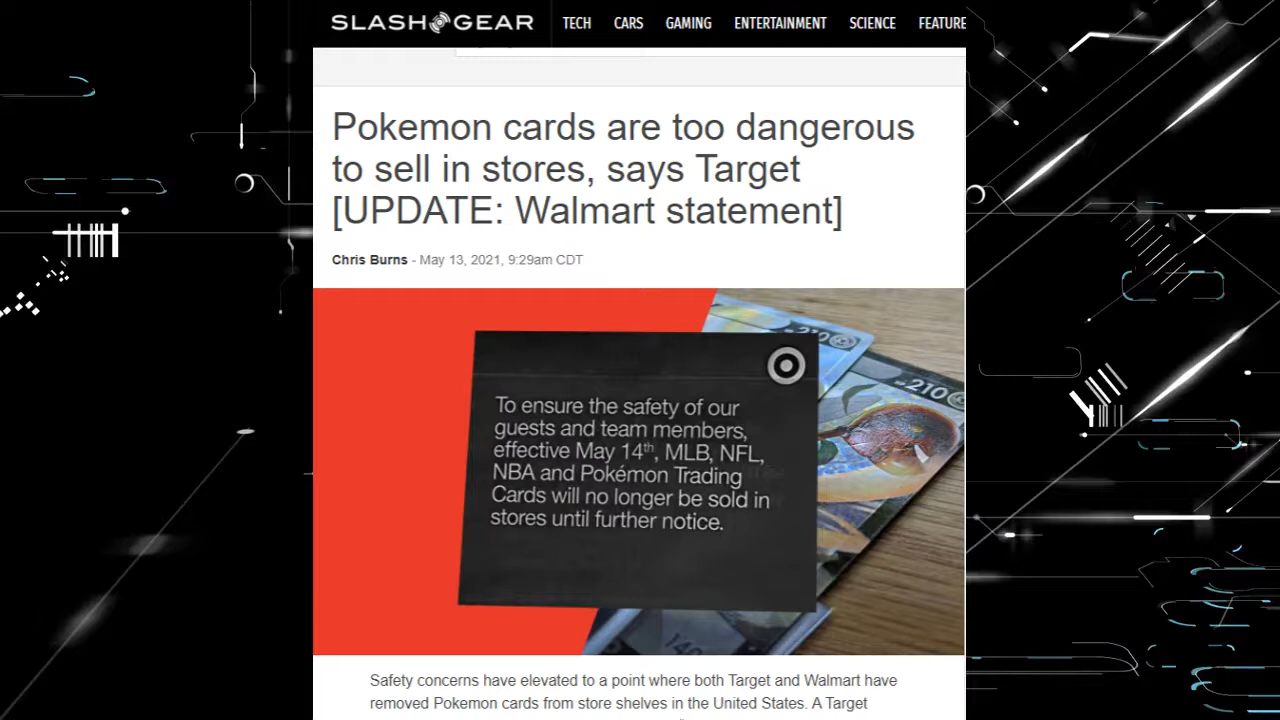 SLASHGEAR TECH CARS GAMING ENTERTAINMENT SCIENCE FEATURE
Pokemon cards are too dangerous
to sell in stores, says Target
[UPDATE: Walmart statement]
Chris Burns - May 13, 2021, 9:29am CDT
210
210
To ensure the safety of our
guests and team members,
effective May 14th, MLB, NFL,
NBA and Pokémon Trading
Cards will no longer be sold in
stores until further notice.
140
Safety concerns have elevated to a point where both Target and Walmart have
removed Pokemon cards from store shelves in the United States. A Target